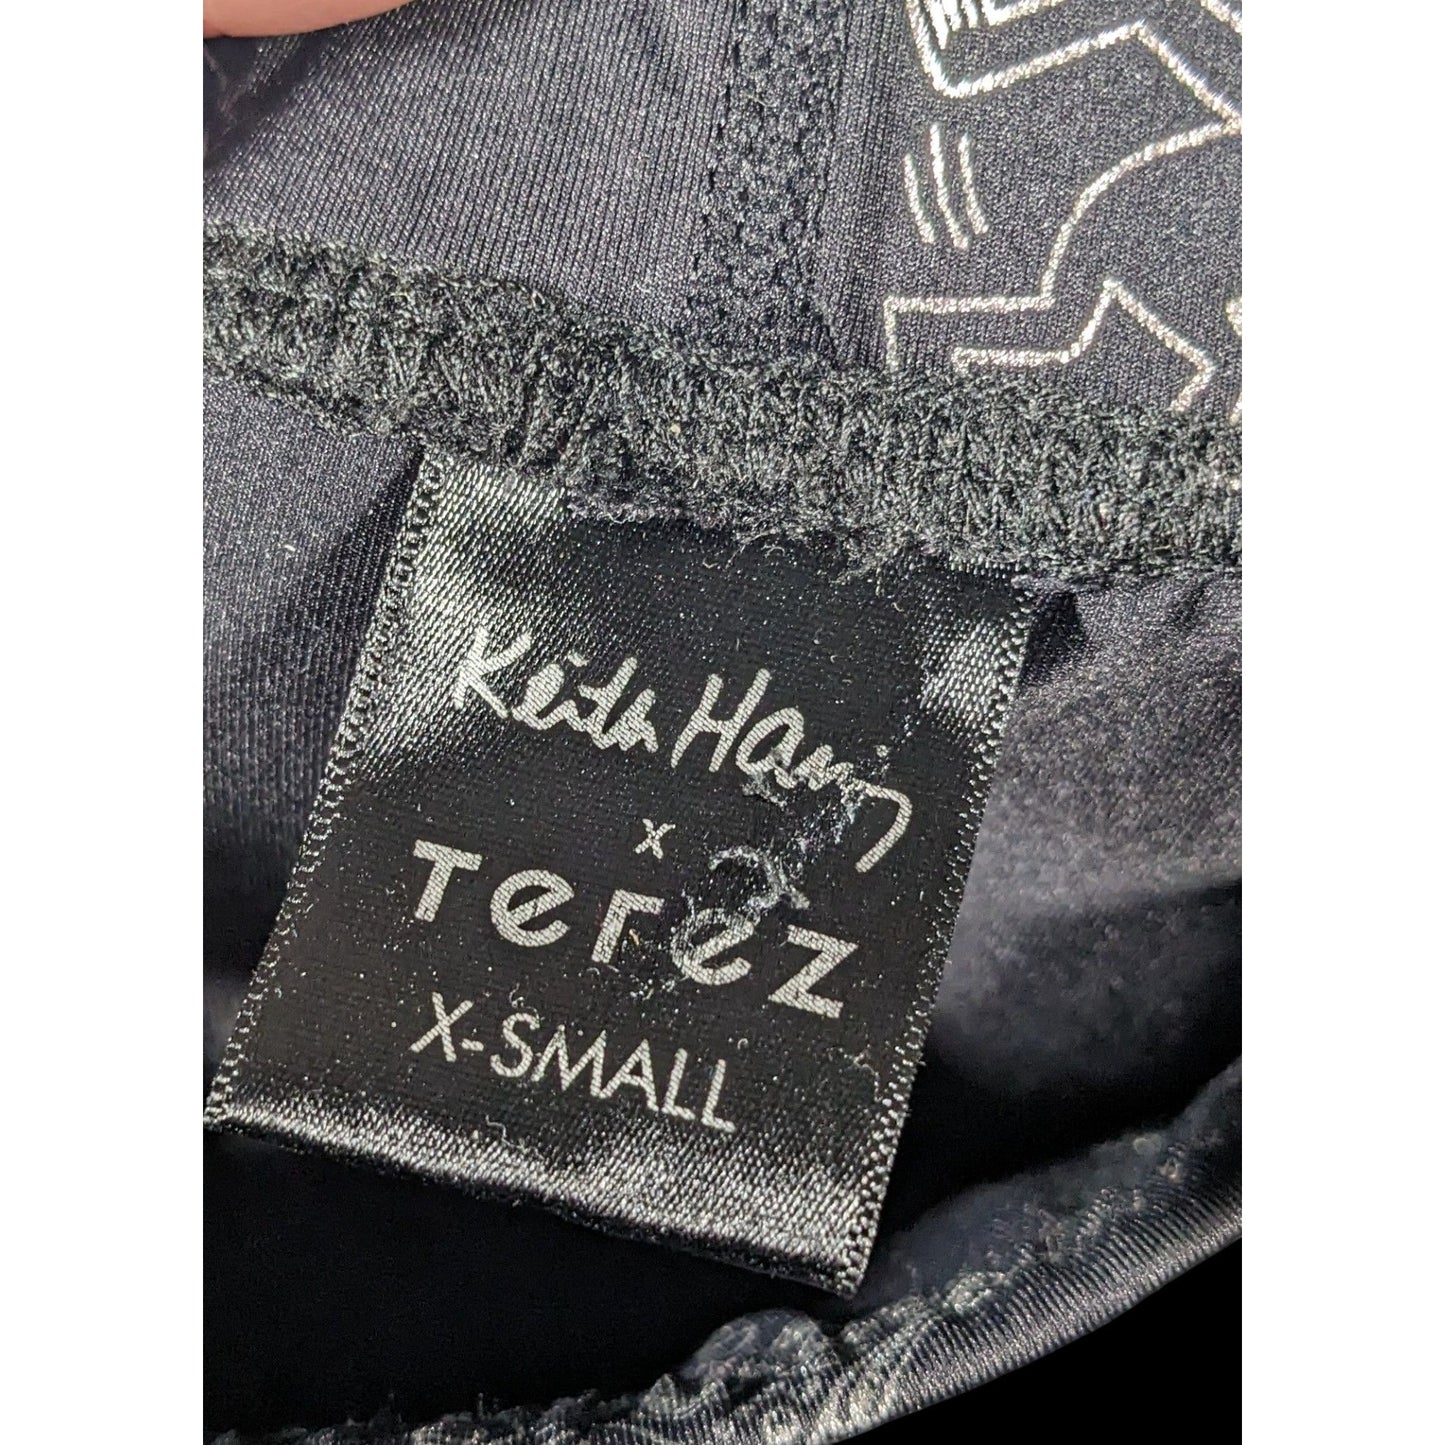 Keith Haring
x
Terez
X-SMALL